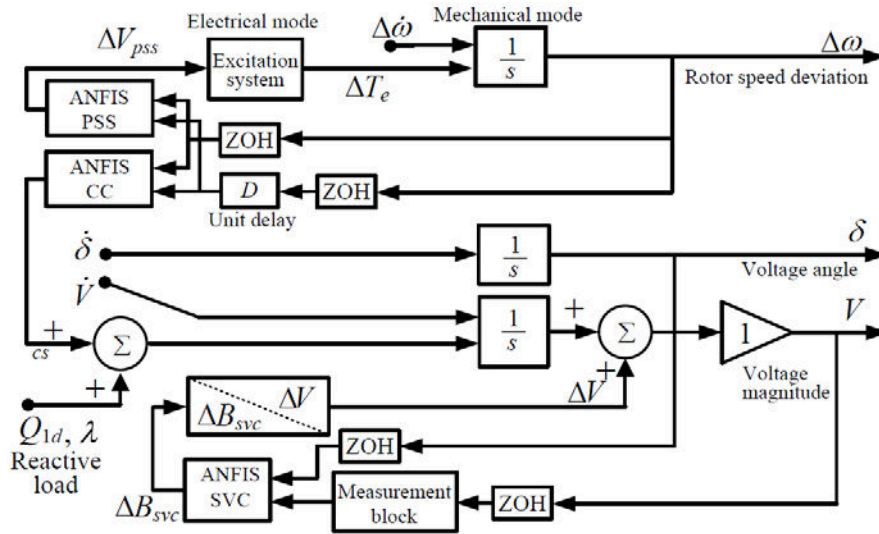 Electrical mode
Mechanical mode
ΔV_pss
Excitation
system
Δω̇
1
s
Δω
Rotor speed deviation
ΔT_e
ANFIS
PSS
ZOH
ANFIS
CC
D
ZOH
Unit delay
δ̇
1
s
δ
Voltage angle
V̇
1
s
+
Σ
1
V
Voltage
magnitude
cs
+
Σ
+
+
ΔV
ΔB_svc
ΔV
Q_1d, λ
Reactive
load
ZOH
ANFIS
SVC
ΔB_svc
Measurement
block
ZOH